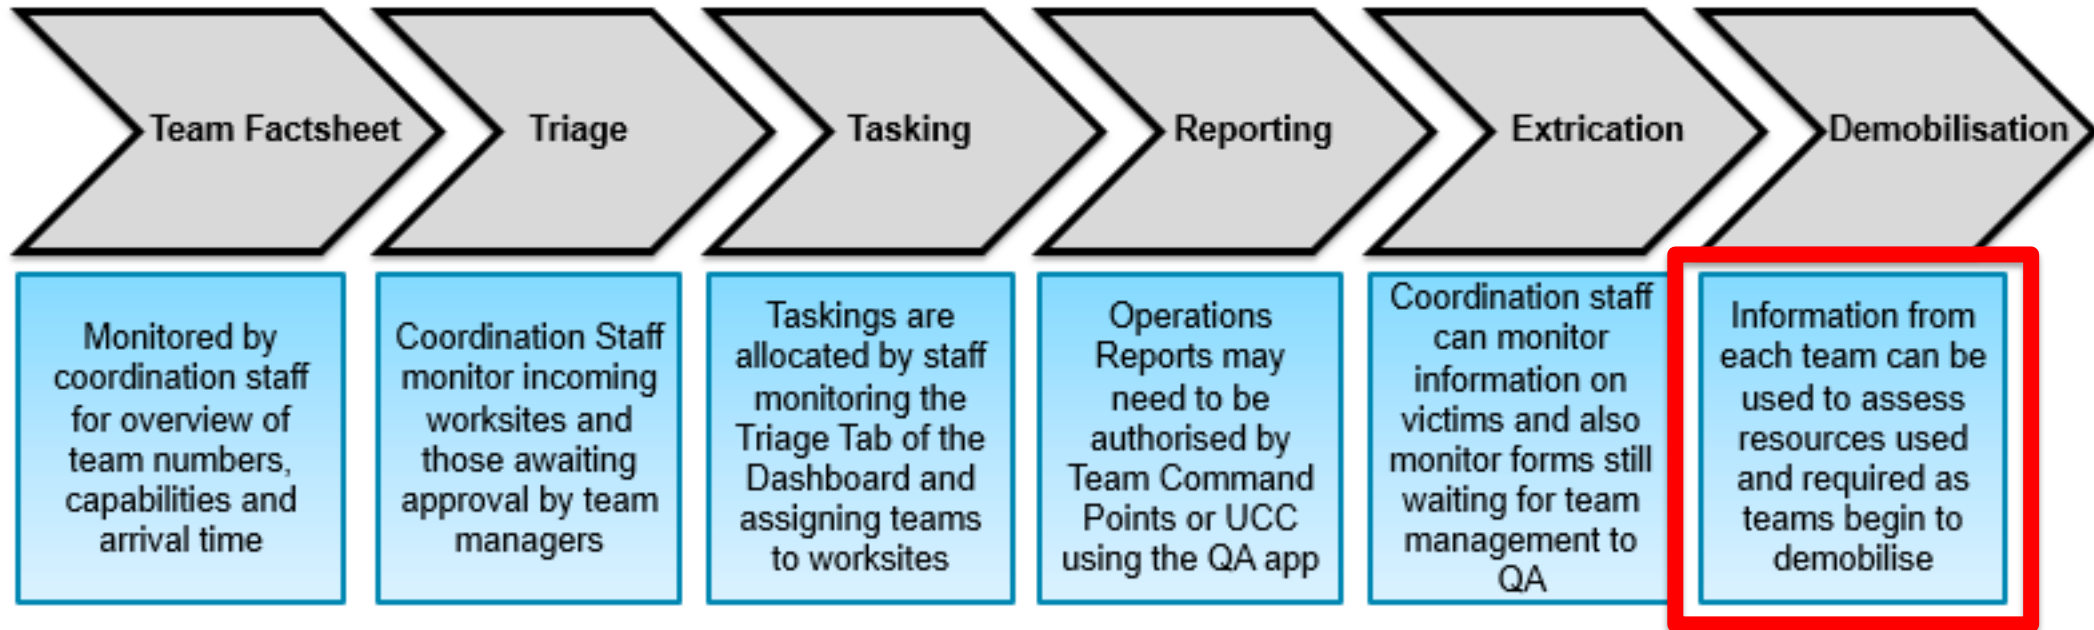 Team Factsheet
Triage
Tasking
Reporting
Extrication
Demobilisation
Monitored by
coordination staff
for overview of
team numbers,
capabilities and
arrival time
Coordination Staff
monitor incoming
worksites and
those awaiting
approval by team
managers
Taskings are
allocated by staff
monitoring the
Triage Tab of the
Dashboard and
assigning teams
to worksites
Operations
Reports may
need to be
authorised by
Team Command
Points or UCC
using the QA app
Coordination staff
can monitor
information on
victims and also
monitor forms still
waiting for team
management to
QA
Information from
each team can be
used to assess
resources used
and required as
teams begin to
demobilise